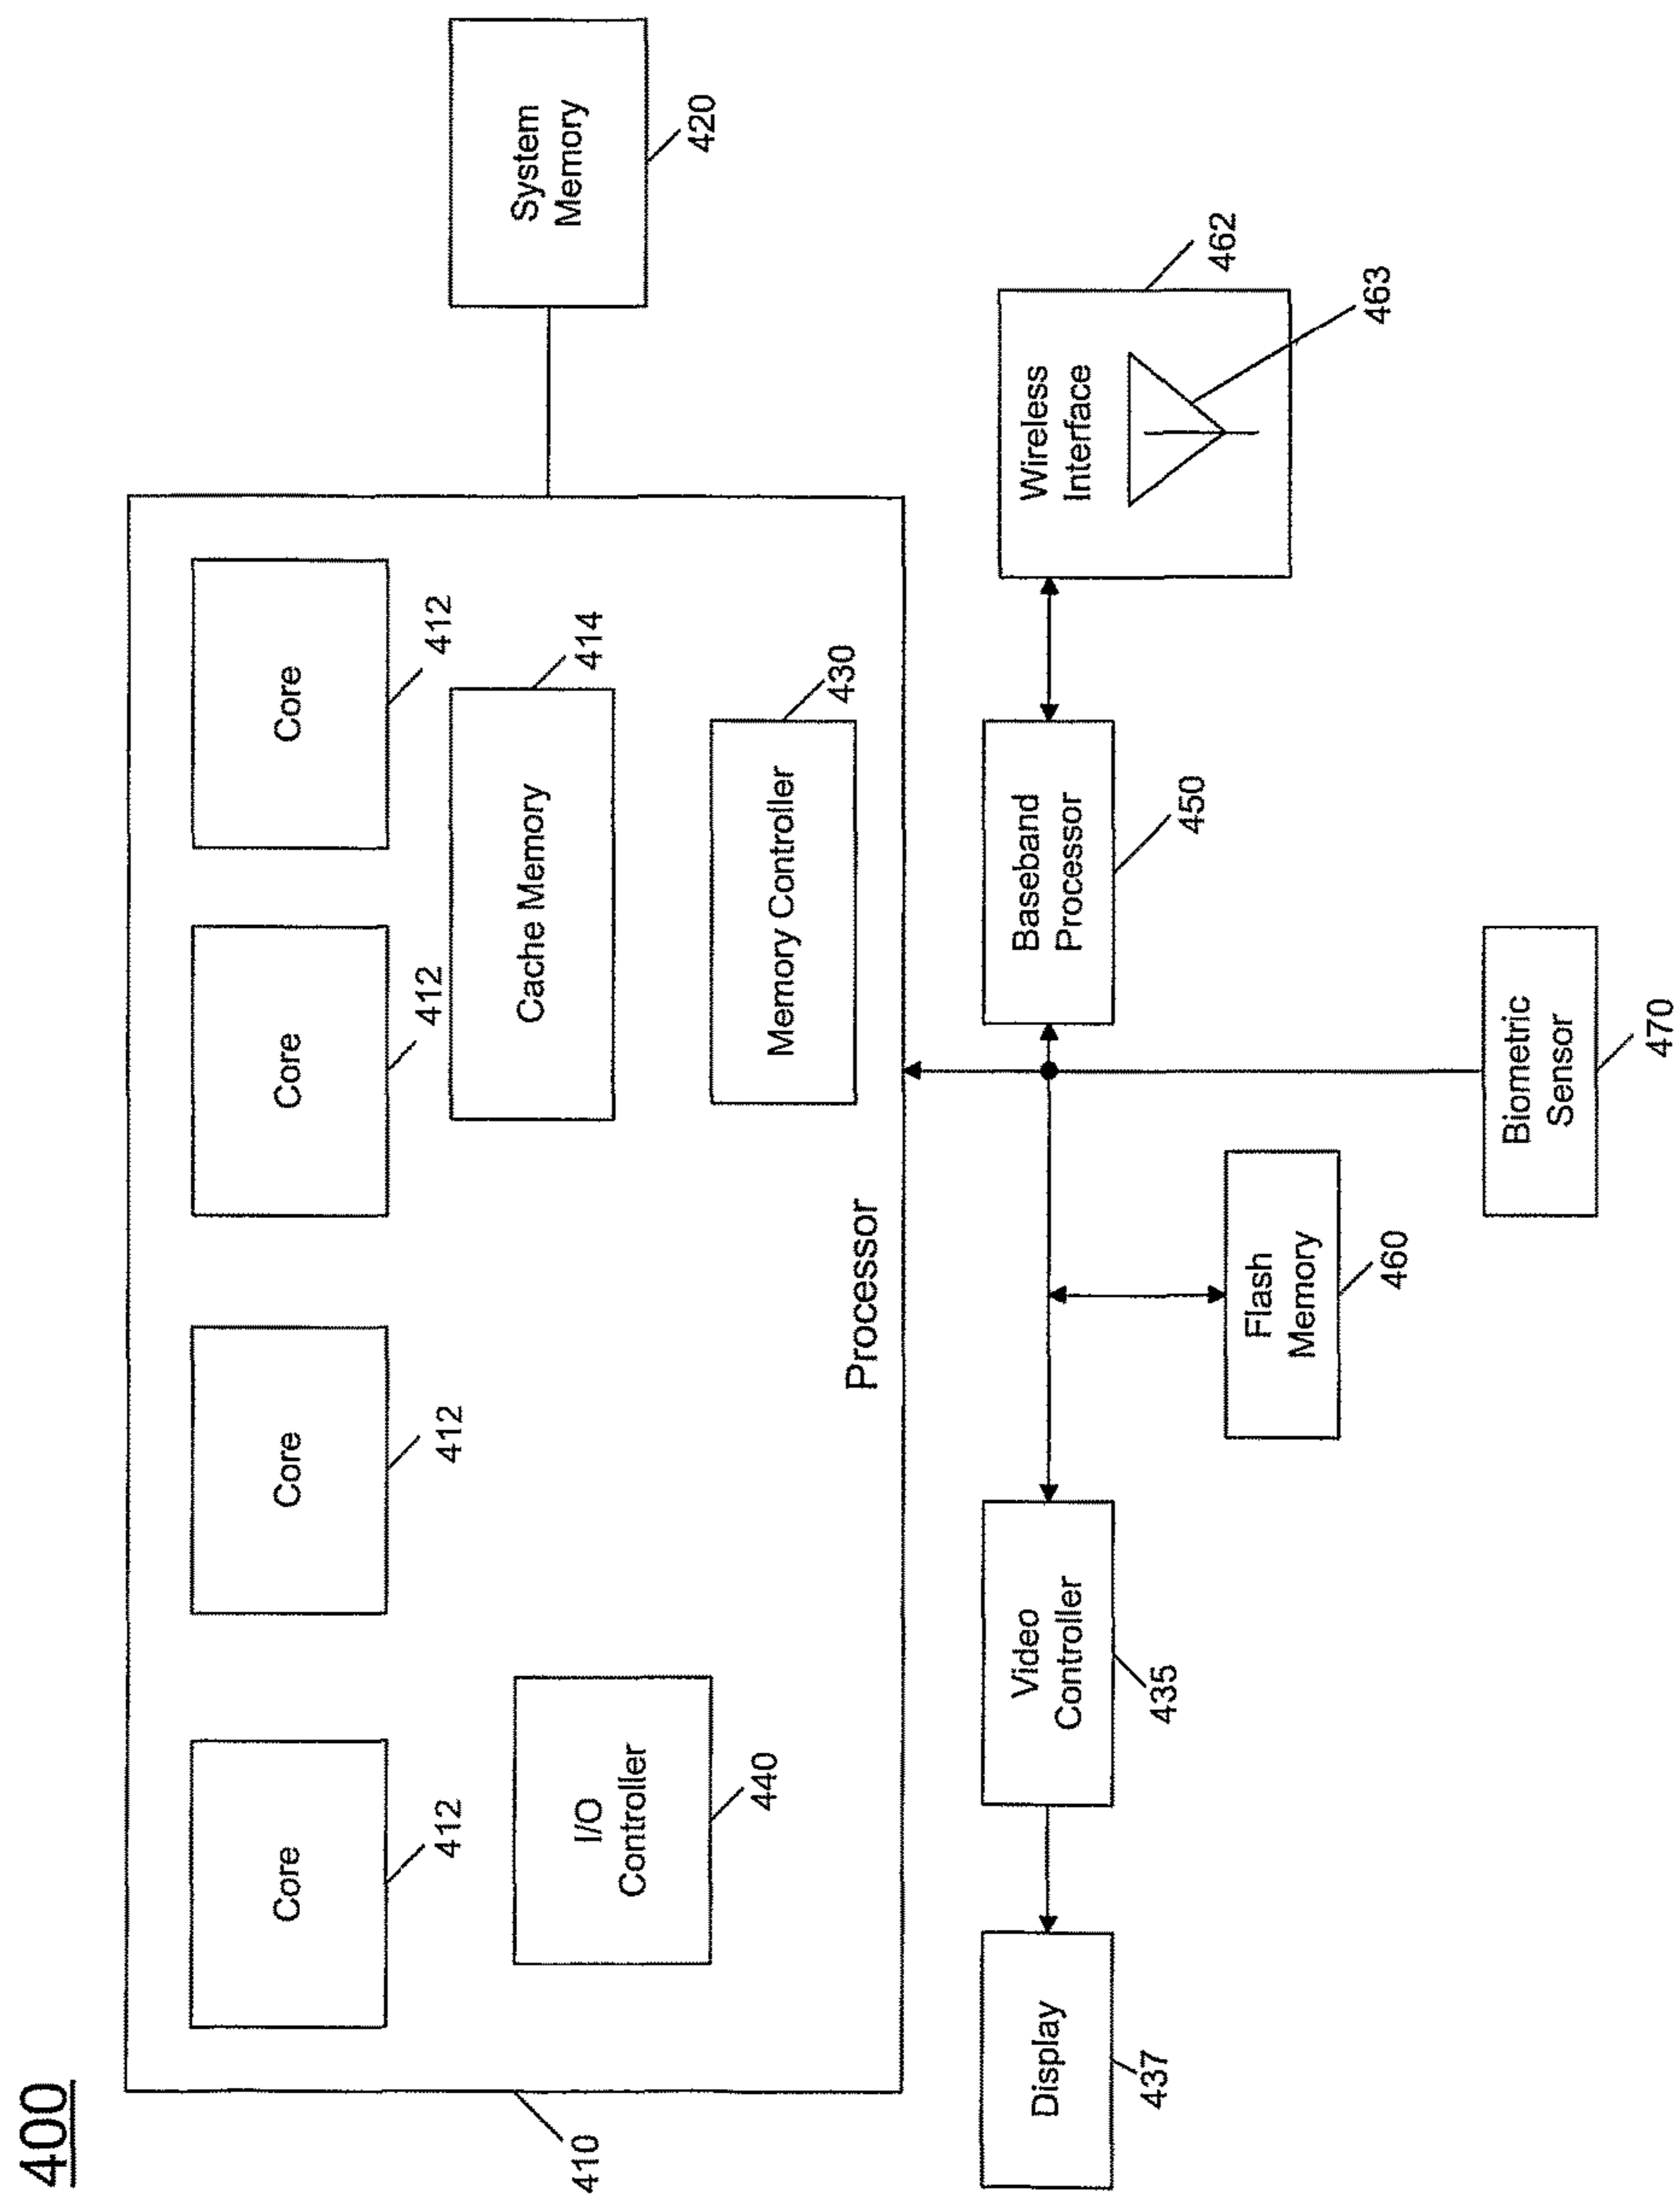 400
410
Core
412
Core
412
Core
412
Core
412
I/O
Controller
440
Cache Memory
414
Memory Controller
430
Processor
System
Memory
420
Display
437
Video
Controller
435
Flash
Memory
460
Baseband
Processor
450
Wireless
Interface
462
463
Biometric
Sensor
470